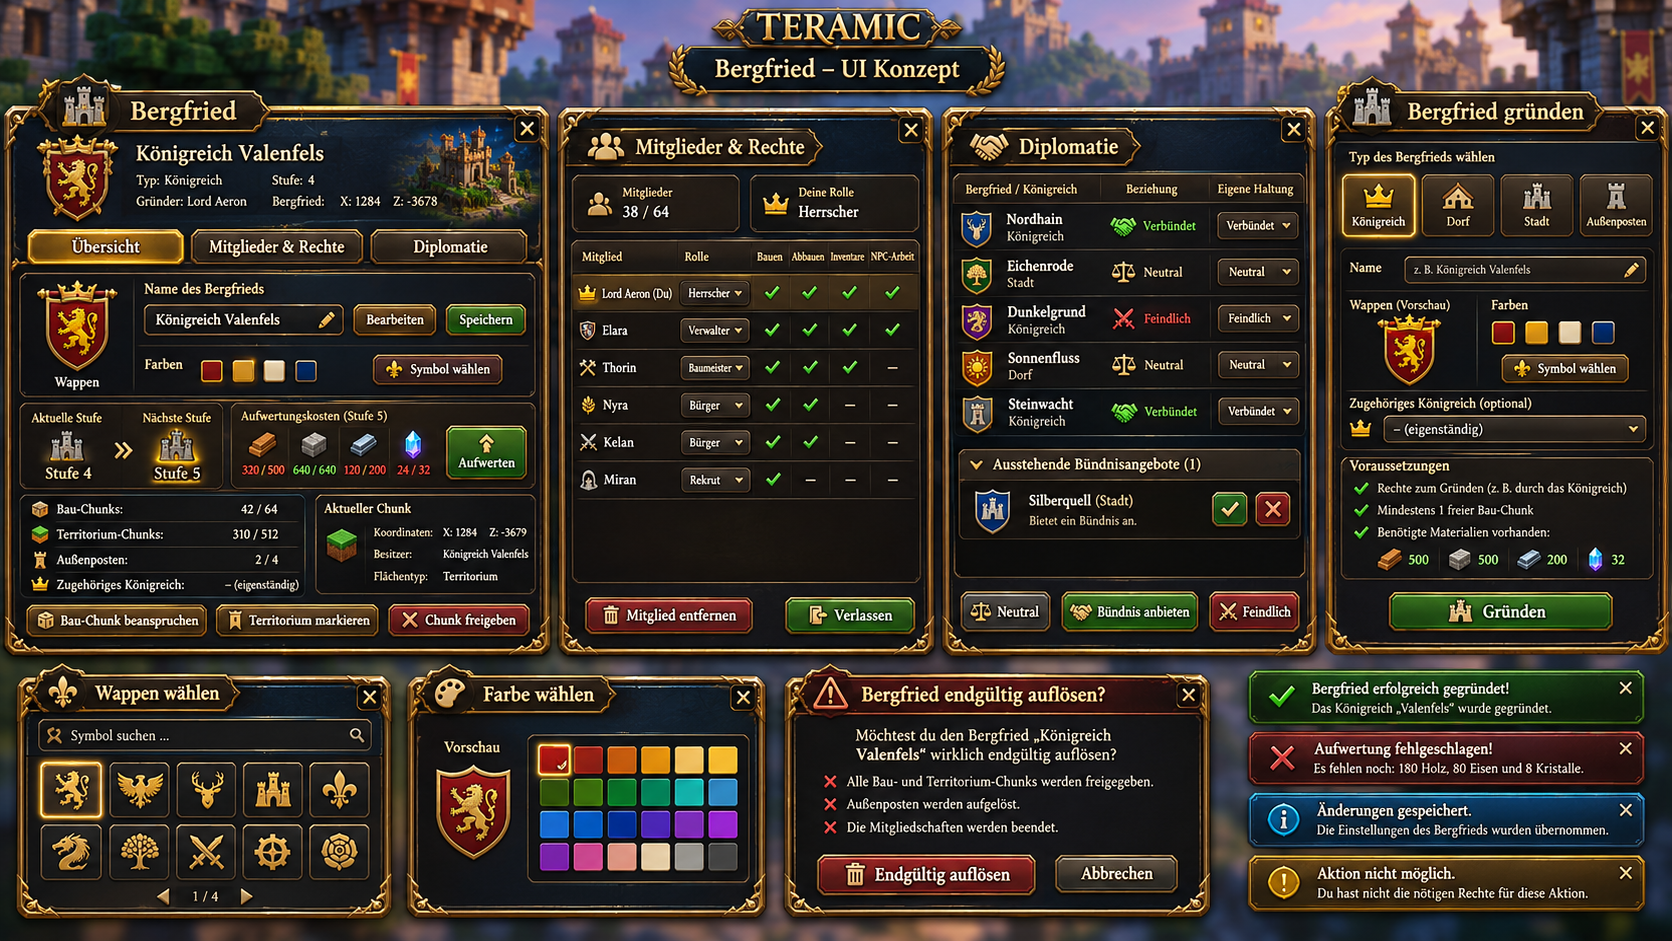 TERAMIC
Bergfried – UI Konzept
Bergfried
Königreich Valenfels
Typ: Königreich
Stufe: 4
Gründer: Lord Aeron
Bergfried: X: 1284 Z: -3678
Übersicht
Mitglieder & Rechte
Diplomatie
Wappen
Name des Bergfrieds
Königreich Valenfels
Bearbeiten
Speichern
Farben
Symbol wählen
Aktuelle Stufe
Stufe 4
Nächste Stufe
Stufe 5
Aufwertungskosten (Stufe 5)
320 / 500
640 / 640
120 / 200
24 / 32
Aufwerten
Bau-Chunks: 42 / 64
Territorium-Chunks: 310 / 512
Außenposten: 2 / 4
Zugehöriges Königreich: – (eigenständig)
Aktueller Chunk
Koordinaten: X: 1284 Z: -3679
Besitzer: Königreich Valenfels
Flächentyp: Territorium
Bau-Chunk beanspruchen
Territorium markieren
Chunk freigeben
Mitglieder & Rechte
Mitglieder
38 / 64
Deine Rolle
Herrscher
Mitglied Rolle Bauen Abbauen Inventare NPC-Arbeit
Lord Aeron (Du) Herrscher
Elara Verwalter
Thorin Baumeister –
Nyra Bürger – –
Kelan Bürger – –
Miran Rekrut – – –
Mitglied entfernen
Verlassen
Diplomatie
Bergfried / Königreich Beziehung Eigene Haltung
Nordhain
Königreich
Verbündet
Verbündet
Eichenrode
Stadt
Neutral
Neutral
Dunkelgrund
Königreich
Feindlich
Feindlich
Sonnenfluss
Dorf
Neutral
Neutral
Steinwacht
Königreich
Verbündet
Verbündet
Ausstehende Bündnisangebote (1)
Silberquell (Stadt)
Bietet ein Bündnis an.
Neutral
Bündnis anbieten
Feindlich
Bergfried gründen
Typ des Bergfrieds wählen
Königreich
Dorf
Stadt
Außenposten
Name
z. B. Königreich Valenfels
Wappen (Vorschau)
Farben
Symbol wählen
Zugehöriges Königreich (optional)
– (eigenständig)
Voraussetzungen
Rechte zum Gründen (z. B. durch das Königreich)
Mindestens 1 freier Bau-Chunk
Benötigte Materialien vorhanden:
500
500
200
32
Gründen
Wappen wählen
Symbol suchen ...
1 / 4
Farbe wählen
Vorschau
Bergfried endgültig auflösen?
Möchtest du den Bergfried „Königreich
Valenfels“ wirklich endgültig auflösen?
Alle Bau- und Territorium-Chunks werden freigegeben.
Außenposten werden aufgelöst.
Die Mitgliedschaften werden beendet.
Endgültig auflösen
Abbrechen
Bergfried erfolgreich gegründet!
Das Königreich „Valenfels“ wurde gegründet.
Aufwertung fehlgeschlagen!
Es fehlen noch: 180 Holz, 80 Eisen und 8 Kristalle.
Änderungen gespeichert.
Die Einstellungen des Bergfrieds wurden übernommen.
Aktion nicht möglich.
Du hast nicht die nötigen Rechte für diese Aktion.